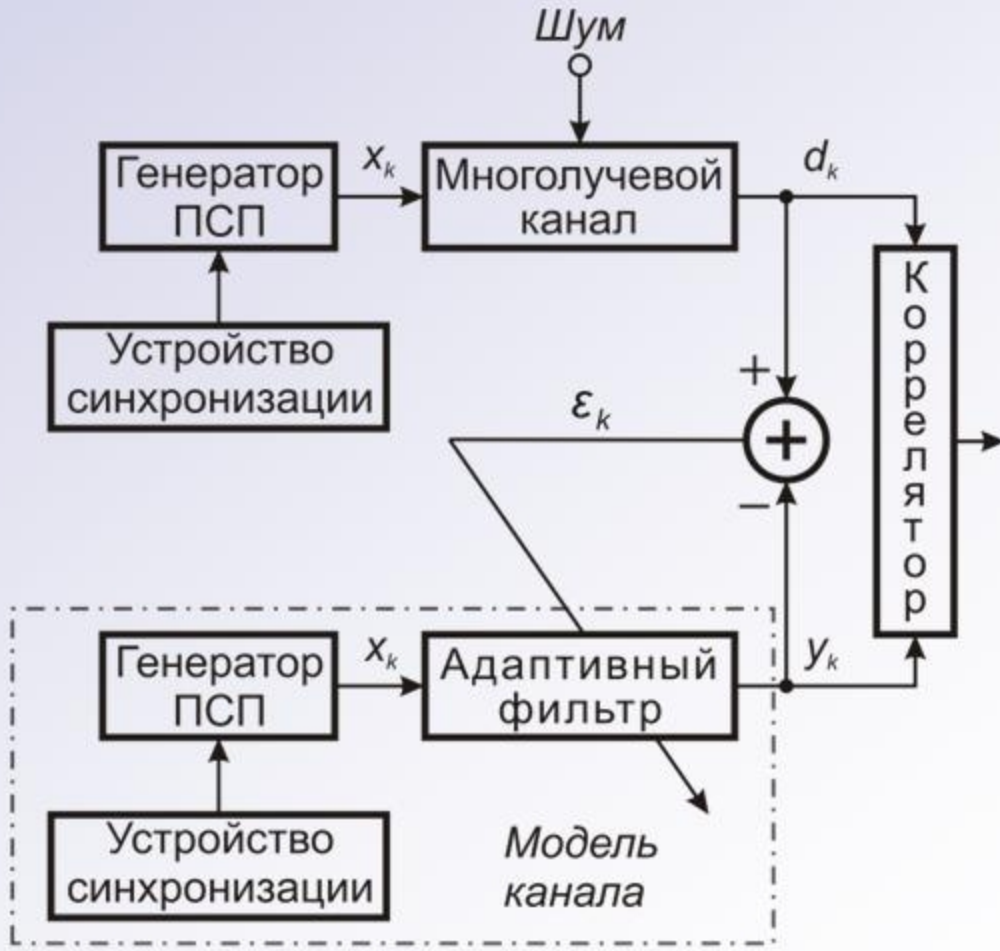 Шум
Генератор
ПСП
x_k
Многолучевой
канал
d_k
Устройство
синхронизации
Коррелятор
+
ε_k
+
–
Генератор
ПСП
x_k
Адаптивный
фильтр
y_k
Устройство
синхронизации
Модель
канала